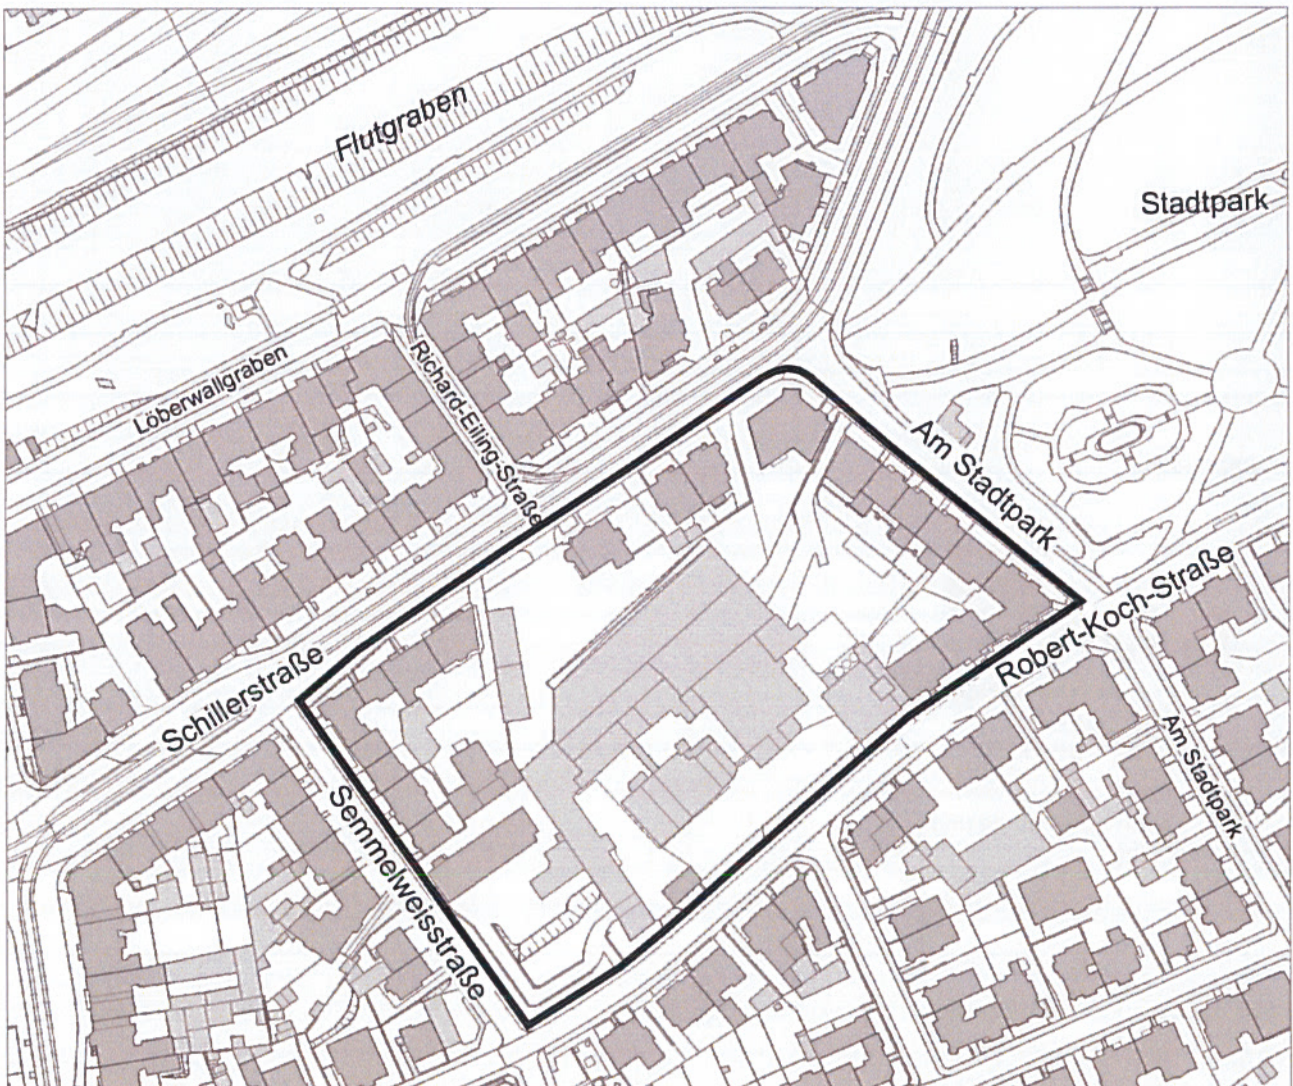 Flutgraben
Stadtpark
Löberwallgraben
Richard-Eiling-Straße
Am Stadtpark
Robert-Koch-Straße
Schillerstraße
Am Stadtpark
Semmelweisstraße